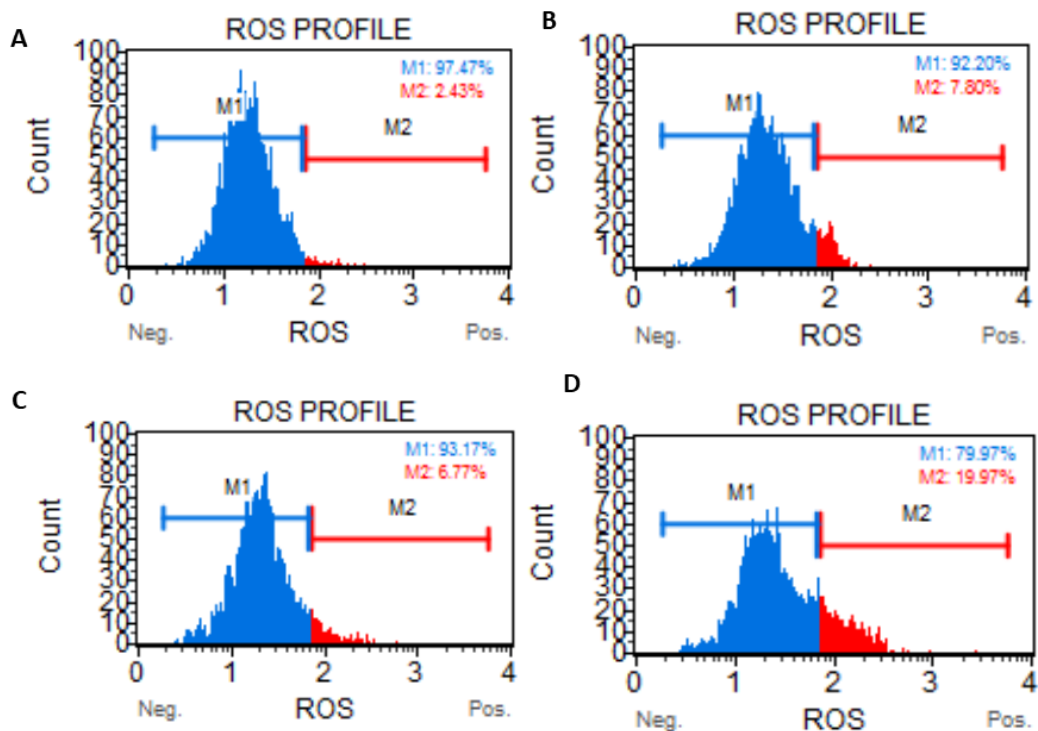 A
ROS PROFILE
M1: 97.47%
M2: 2.43%
M1
M2
Count
100
90
80
70
60
50
40
30
20
10
0
0 1 2 3 4
Neg. ROS Pos.
B
ROS PROFILE
M1: 92.20%
M2: 7.80%
M1
M2
Count
100
90
80
70
60
50
40
30
20
10
0
0 1 2 3 4
Neg. ROS Pos.
C
ROS PROFILE
M1: 93.17%
M2: 6.77%
M1
M2
Count
100
90
80
70
60
50
40
30
20
10
0
0 1 2 3 4
Neg. ROS Pos.
D
ROS PROFILE
M1: 79.97%
M2: 19.97%
M1
M2
Count
100
90
80
70
60
50
40
30
20
10
0
0 1 2 3 4
Neg. ROS Pos.